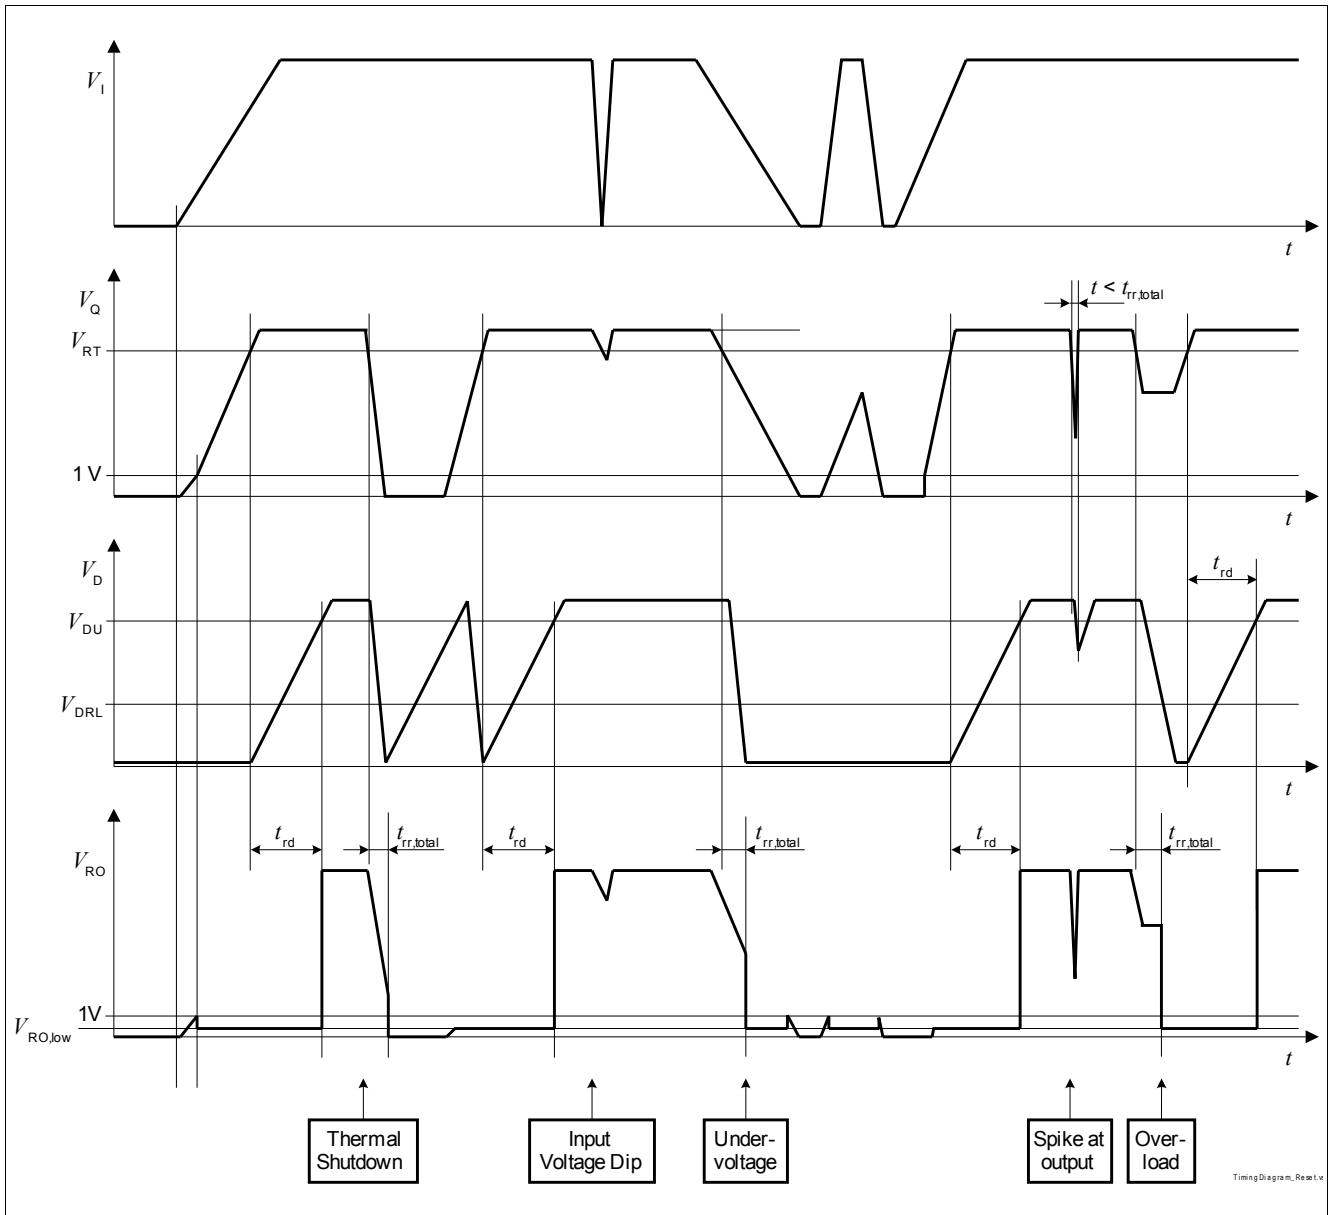 V_I
t
V_Q
t < t_rr,total
V_RT
1 V
t
V_D
t_rd
V_DU
V_DRL
t
t_rd
t_rr,total
t_rd
t_rr,total
t_rd
t_rr,total
V_RO
1V
V_RO,low
t
Thermal
Shutdown
Input
Voltage Dip
Under-
voltage
Spike at
output
Over-
load